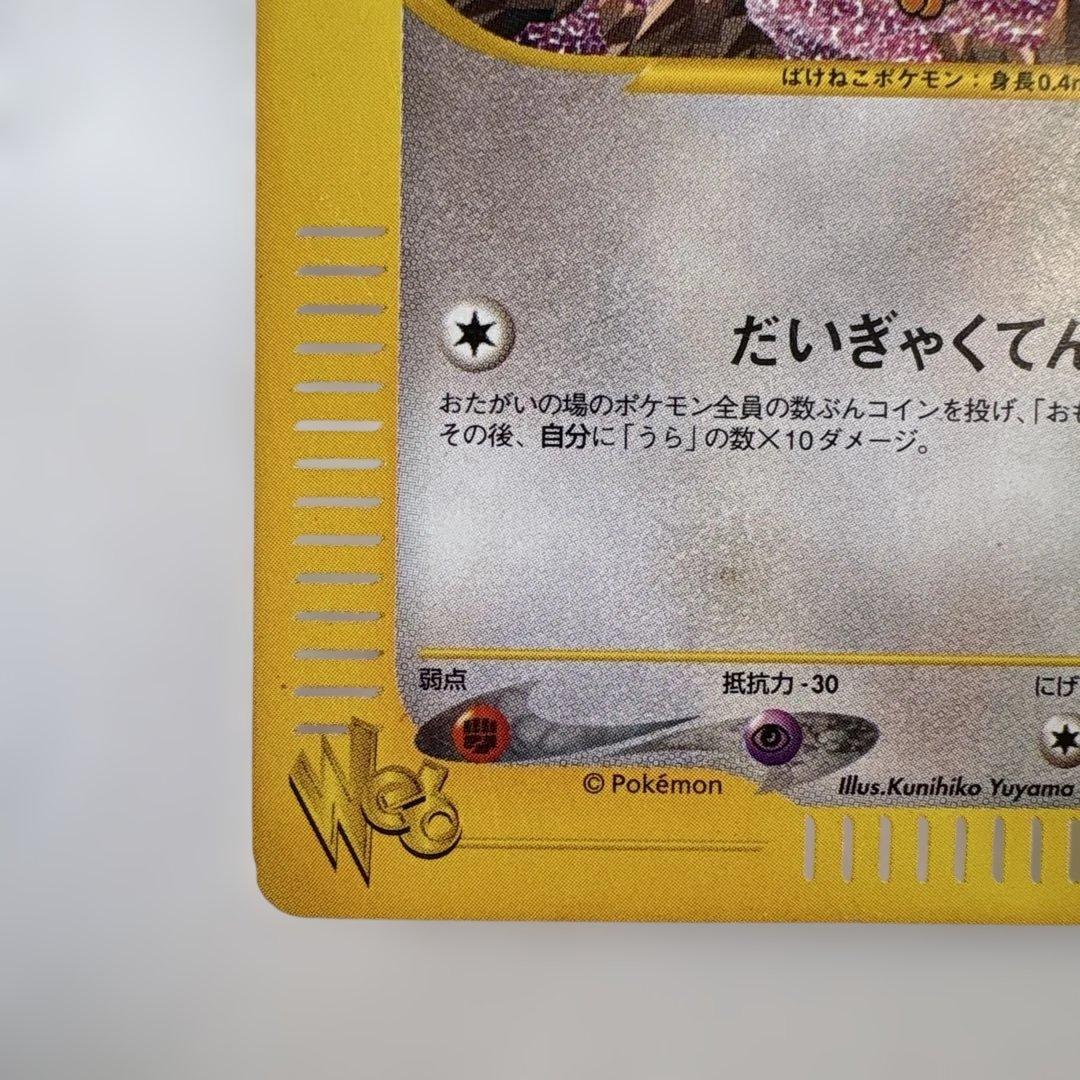 ばけねこポケモン：身長0.4m
だいぎゃくてん
おたがいの場のポケモン全員の数ぶんコインを投げ、「おも
その後、自分に「うら」の数×10ダメージ。
弱点 抵抗力 -30 にげ
© Pokémon Illus.Kunihiko Yuyama
Web